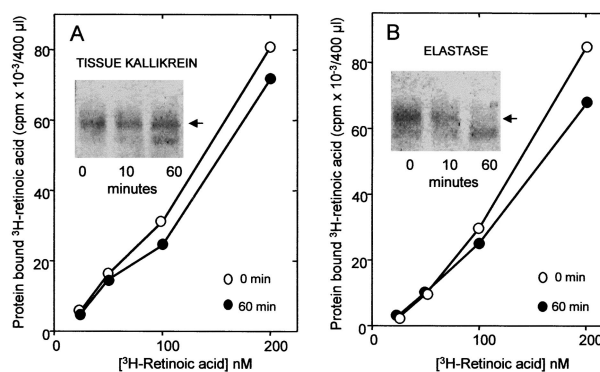 A
TISSUE KALLIKREIN
0 10 60
minutes
0 min
60 min
80
60
40
20
0
0 100 200
Protein bound ³H-retinoic acid (cpm x 10⁻³/400 µl)
[³H-Retinoic acid] nM
B
ELASTASE
0 10 60
minutes
0 min
60 min
80
60
40
20
0
0 100 200
Protein bound ³H-retinoic acid (cpm x 10⁻³/400 µl)
[³H-Retinoic acid] nM